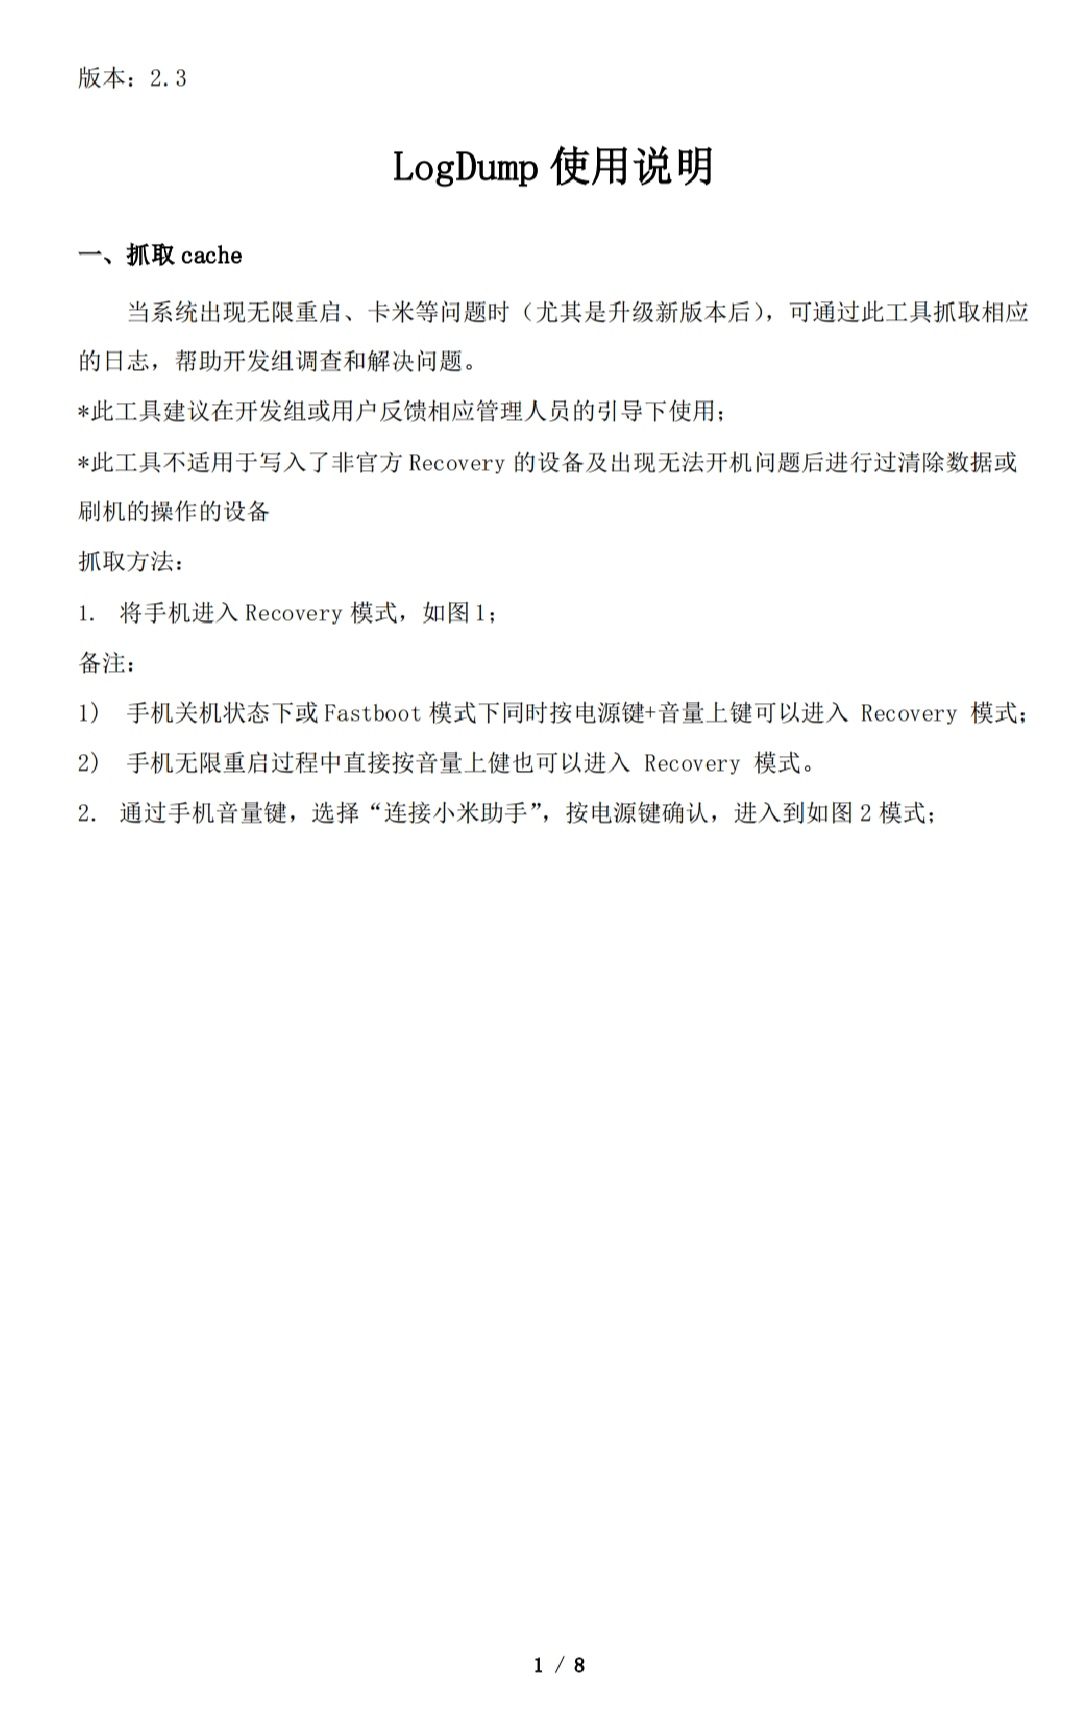 版本：2.3
LogDump 使用说明
一、抓取 cache
当系统出现无限重启、卡米等问题时（尤其是升级新版本后），可通过此工具抓取相应
的日志，帮助开发组调查和解决问题。
*此工具建议在开发组或用户反馈相应管理人员的引导下使用；
*此工具不适用于写入了非官方 Recovery 的设备及出现无法开机问题后进行过清除数据或
刷机的操作的设备
抓取方法：
1. 将手机进入 Recovery 模式，如图 1；
备注：
1) 手机关机状态下或 Fastboot 模式下同时按电源键+音量上键可以进入 Recovery 模式；
2) 手机无限重启过程中直接按音量上健也可以进入 Recovery 模式。
2. 通过手机音量键，选择“连接小米助手”，按电源键确认，进入到如图 2 模式；
1 / 8